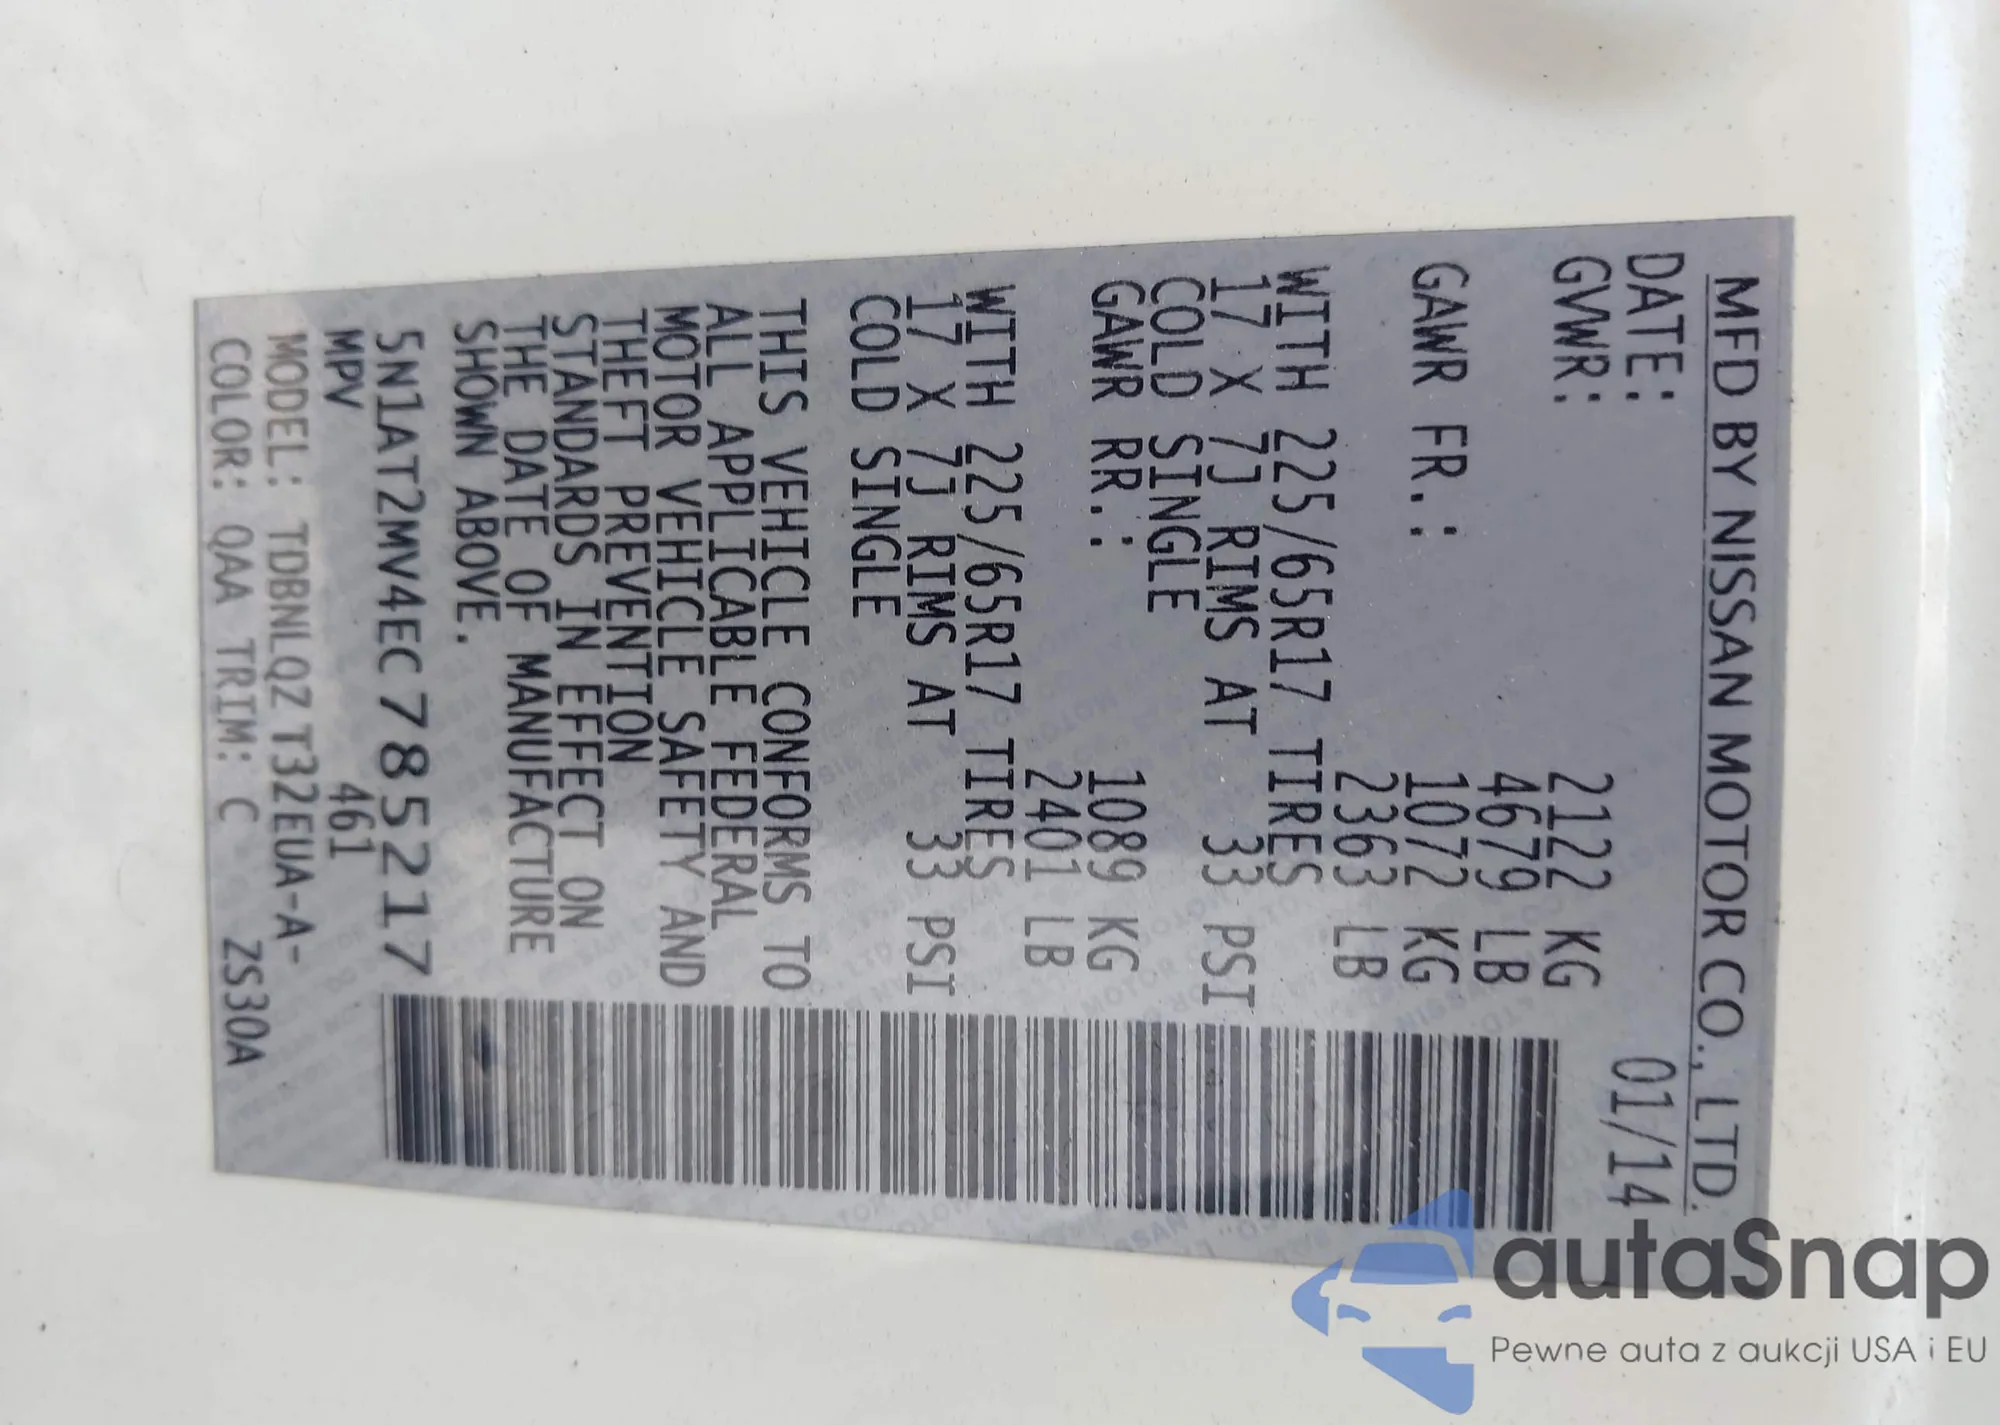 MFD BY NISSAN MOTOR CO., LTD.
DATE: 01/14
GVWR: 2122 KG
4679 LB
GAWR FR.: 1072 KG
2363 LB
WITH 225/65R17 TIRES
17 X 7J RIMS AT 33 PSI
COLD SINGLE
GAWR RR.: 1089 KG
2401 LB
WITH 225/65R17 TIRES
17 X 7J RIMS AT 33 PSI
COLD SINGLE
THIS VEHICLE CONFORMS TO
ALL APPLICABLE FEDERAL
MOTOR VEHICLE SAFETY AND
THEFT PREVENTION
STANDARDS IN EFFECT ON
THE DATE OF MANUFACTURE
SHOWN ABOVE.
5N1AT2MV4EC785217
MPV 461
MODEL: TDBNLQZ T32EUA-A-
COLOR: QAA TRIM: C ZS30A
autaSnap
Pewne auta z aukcji USA i EU